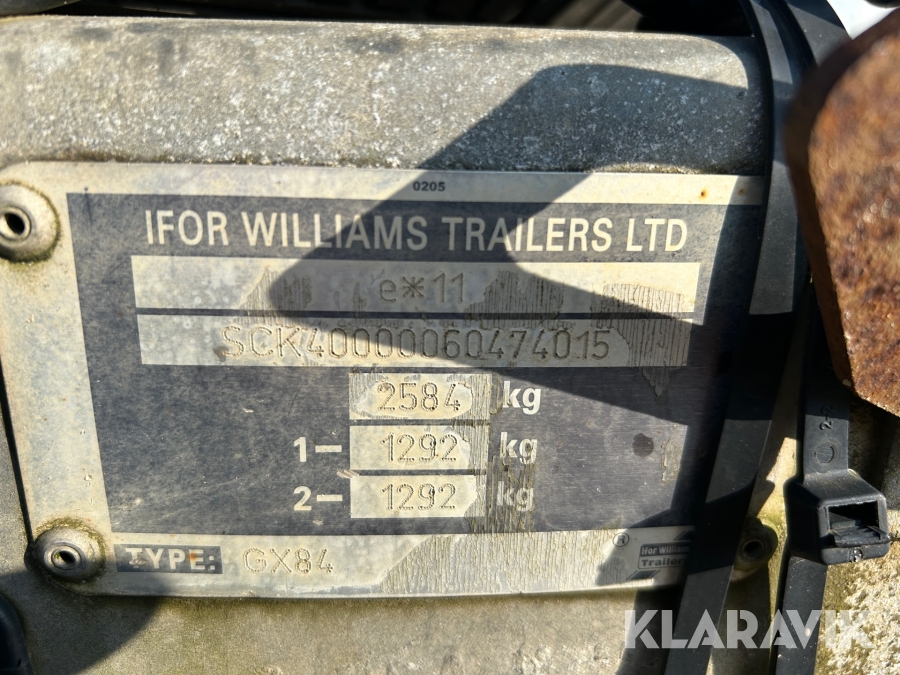 0205
IFOR WILLIAMS TRAILERS LTD
e*11
SCK40000060474015
2584 kg
1– 1292 kg
2– 1292 kg
®
TYPE: GX84
Ifor Williams
Trailer
KLARAVIK